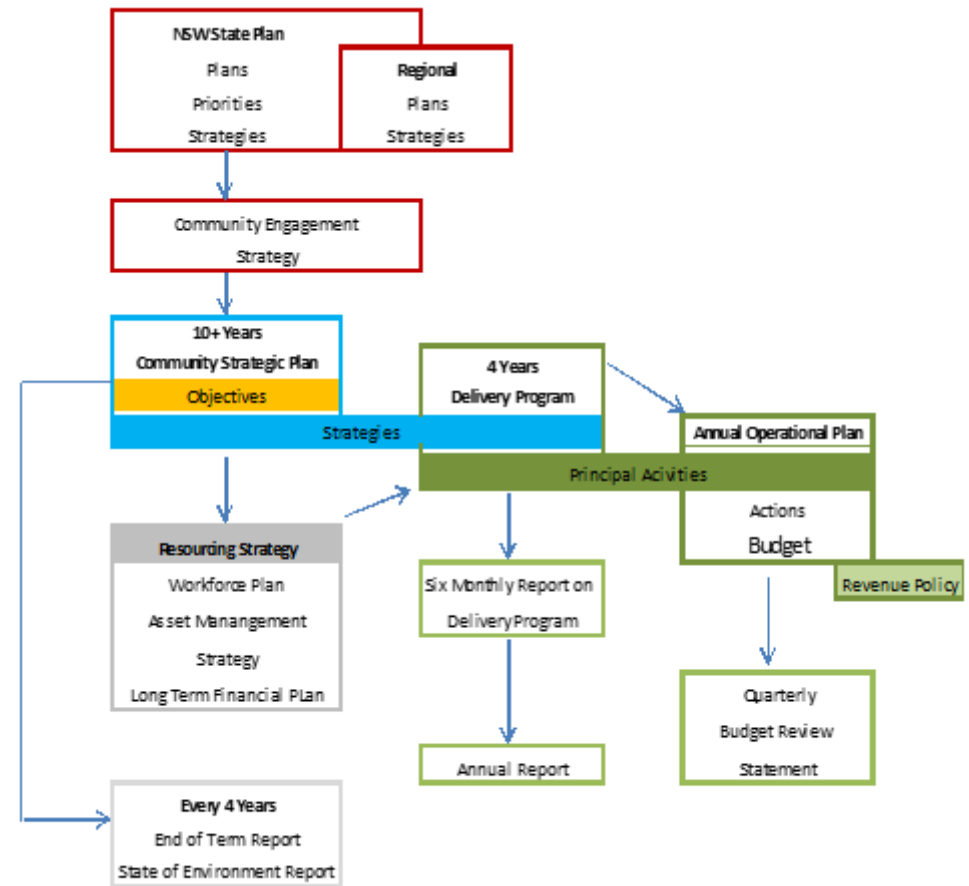 NSW State Plan
Plans
Priorities
Strategies
Regional
Plans
Strategies
Community Engagement
Strategy
10+ Years
Community Strategic Plan
Objectives
Strategies
4 Years
Delivery Program
Annual Operational Plan
Principal Acivities
Actions
Budget
Revenue Policy
Resourcing Strategy
Workforce Plan
Asset Manangement
Strategy
Long Term Financial Plan
Six Monthly Report on
Delivery Program
Annual Report
Quarterly
Budget Review
Statement
Every 4 Years
End of Term Report
State of Environment Report